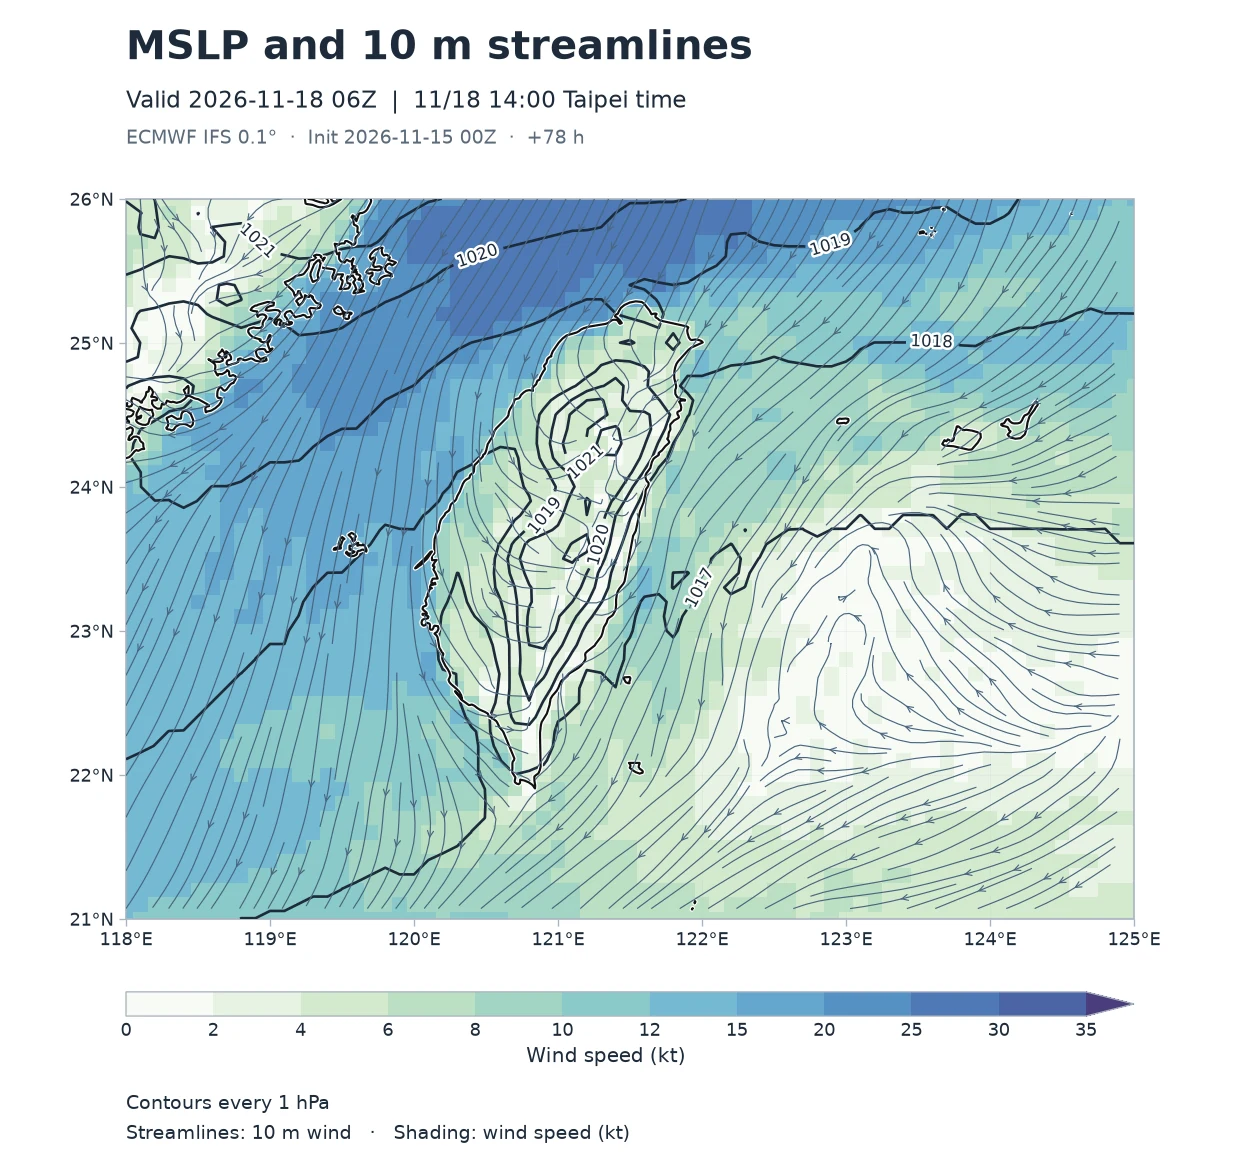 MSLP and 10 m streamlines
Valid 2026-11-18 06Z | 11/18 14:00 Taipei time
ECMWF IFS 0.1° · Init 2026-11-15 00Z · +78 h
26°N
1021
1020
1019
25°N
1018
1021
24°N
1019
1020
1017
23°N
22°N
21°N
118°E 119°E 120°E 121°E 122°E 123°E 124°E 125°E
0 2 4 6 8 10 12 15 20 25 30 35
Wind speed (kt)
Contours every 1 hPa
Streamlines: 10 m wind · Shading: wind speed (kt)